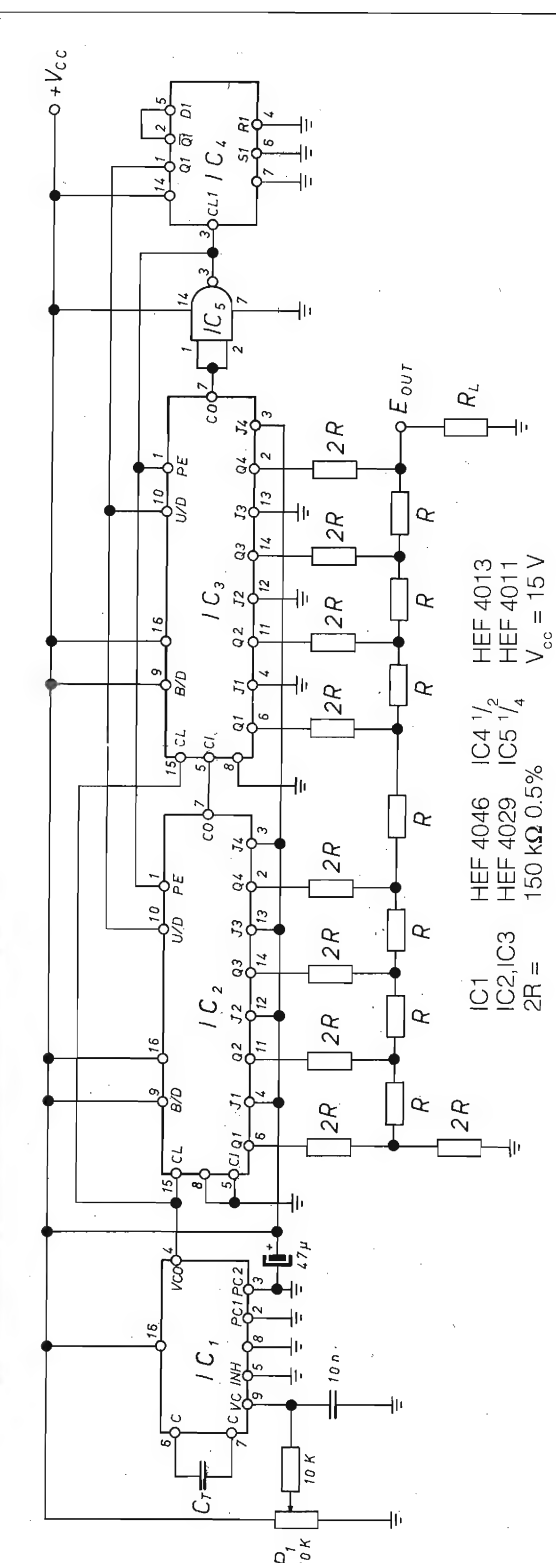 +V_CC
IC1
16
6
C
C
7
C_T
VCO
4
VC INH PC1 PC2
9
5
8
2
3
10K
P1
10n
47µ
+
IC2
15
CL
9
B/D
16
10
U/D
1
PE
8
5
CI
CO
7
Q1 J1 Q2 J2 Q3 J3 Q4 J4
6
4
11
12
14
13
2
3
IC3
15
CL
9
B/D
16
10
U/D
1
PE
5
CI
8
CO
7
Q1 J1 Q2 J2 Q3 J3 Q4 J4
6
4
11
12
14
13
2
3
IC5
1
2
14
3
7
IC4
14
Q1
1
Q̅1
2
D1
5
3
CL1
7
S1
6
R1
4
2R
2R
2R
2R
2R
2R
2R
2R
2R
R
R
R
R
R
R
R
E_OUT
R_L
IC1 HEF 4046 IC4 1/2 HEF 4013
IC2,IC3 HEF 4029 IC5 1/4 HEF 4011
2R = 150 kΩ 0.5% V_cc = 15 V